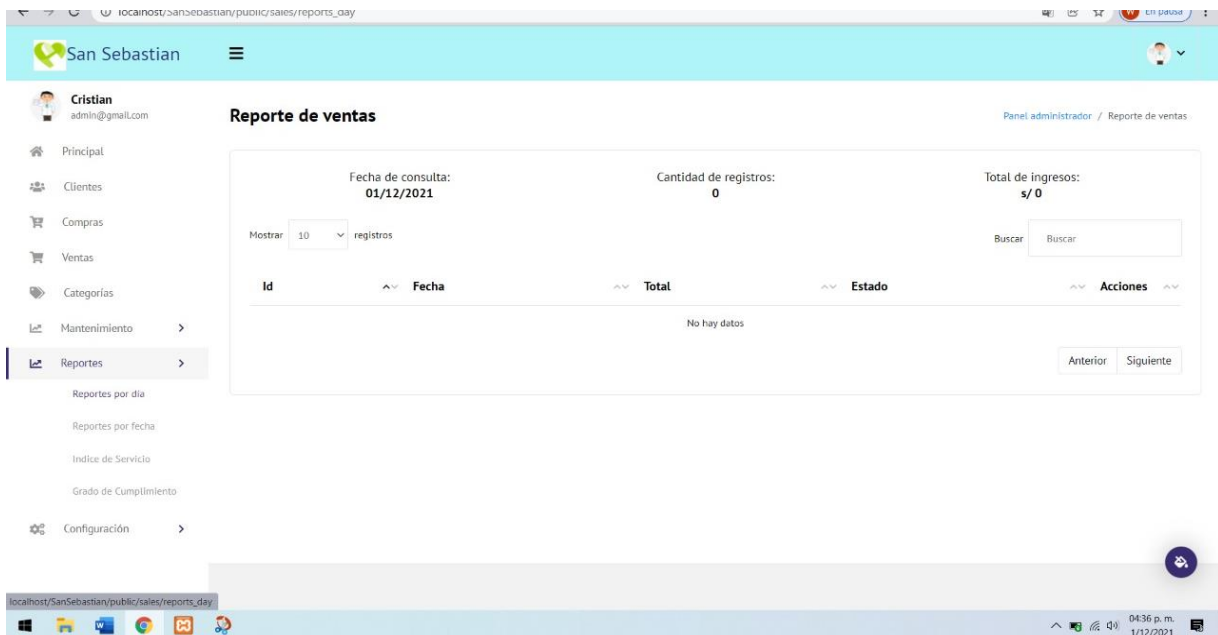 localhost/SanSebastian/public/sales/reports_day
W En pausa
San Sebastian
Cristian
admin@gmail.com
Reporte de ventas
Panel administrador / Reporte de ventas
Principal
Clientes
Compras
Ventas
Categorías
Mantenimiento
Reportes
Reportes por dia
Reportes por fecha
Indice de Servicio
Grado de Cumplimiento
Configuración
Fecha de consulta: Cantidad de registros: Total de ingresos:
01/12/2021 0 s/ 0
Mostrar 10 registros Buscar Buscar
Id Fecha Total Estado Acciones
No hay datos
Anterior Siguiente
localhost/SanSebastian/public/sales/reports_day
W
04:36 p. m.
1/12/2021